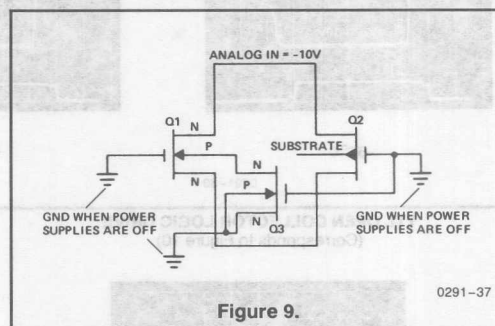 ANALOG IN = -10V
Q1
N
P
N
Q2
SUBSTRATE
N
P
N
Q3
GND WHEN POWER
SUPPLIES ARE OFF
GND WHEN POWER
SUPPLIES ARE OFF
0291-37
Figure 9.